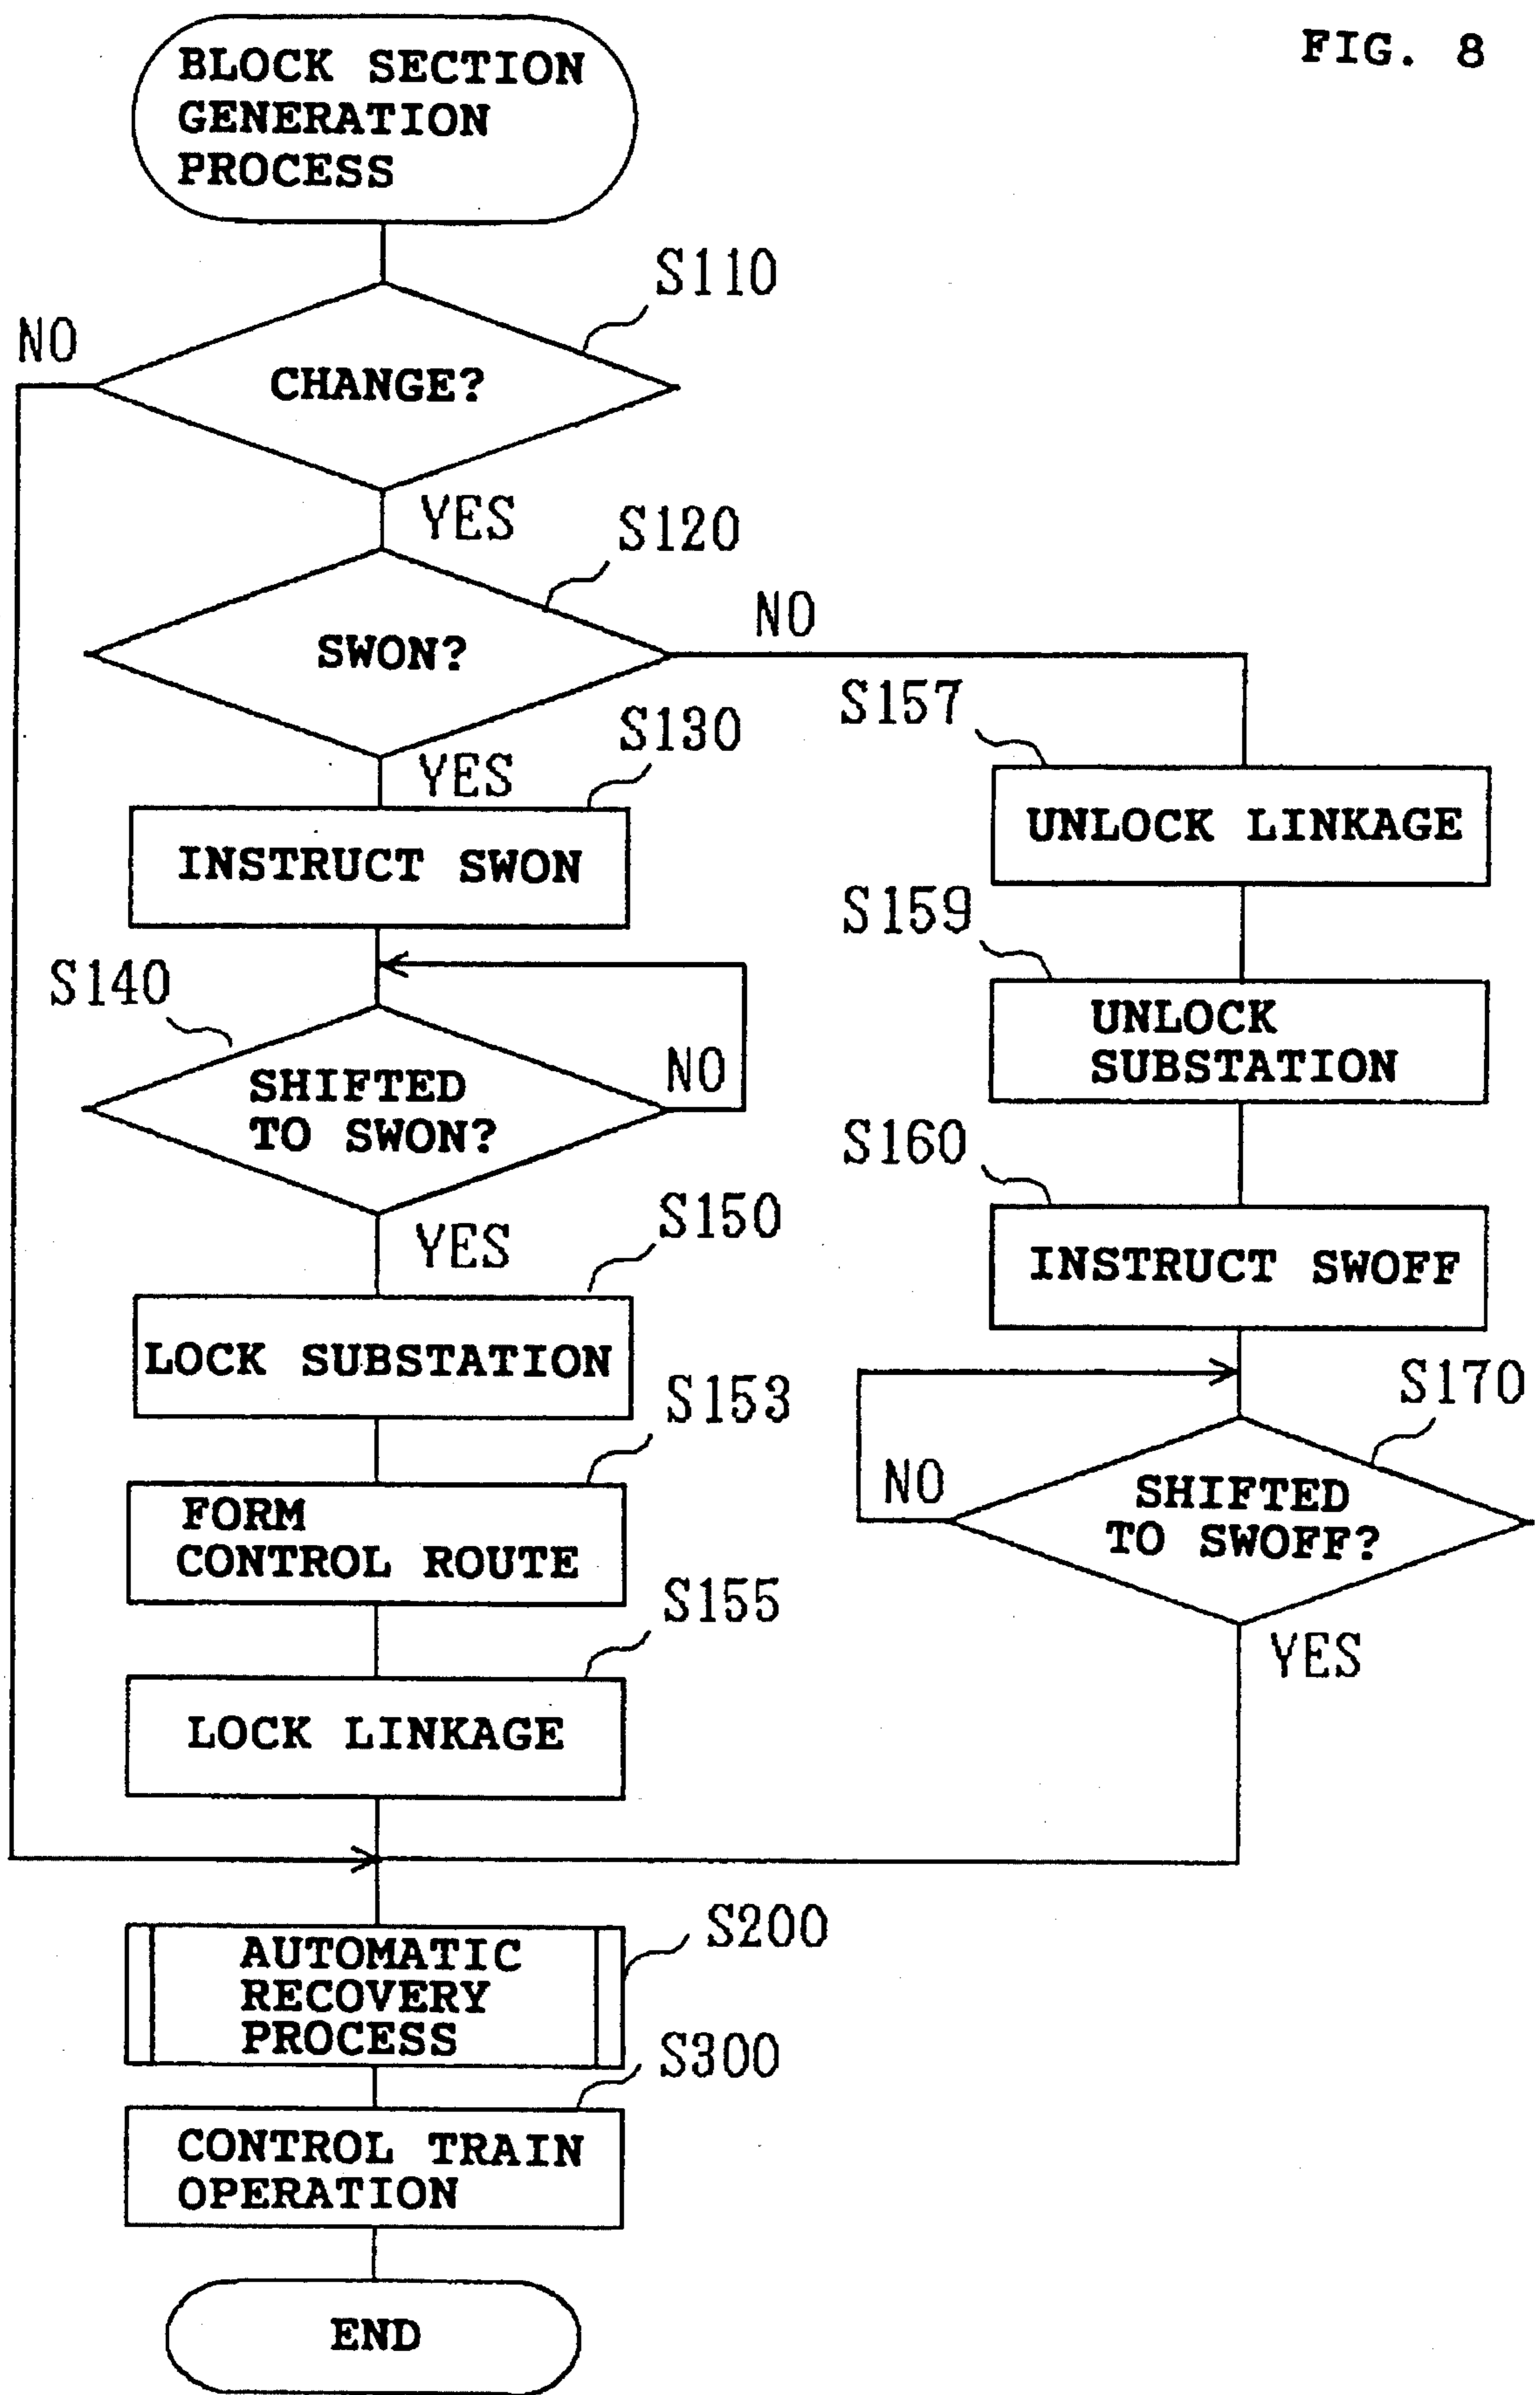 FIG. 8
BLOCK SECTION
GENERATION
PROCESS
S110
NO
CHANGE?
YES
S120
NO
SWON?
S157
S130
YES
UNLOCK LINKAGE
INSTRUCT SWON
S159
S140
UNLOCK
SUBSTATION
NO
SHIFTED
TO SWON?
S160
S150
YES
INSTRUCT SWOFF
LOCK SUBSTATION
S153
S170
NO
SHIFTED
TO SWOFF?
FORM
CONTROL ROUTE
S155
YES
LOCK LINKAGE
S200
AUTOMATIC
RECOVERY
PROCESS
S300
CONTROL TRAIN
OPERATION
END